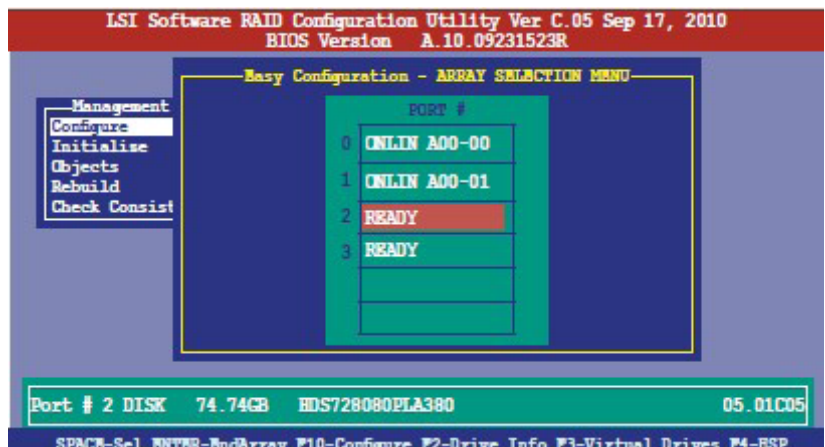 LSI Software RAID Configuration Utility Ver C.05 Sep 17, 2010
BIOS Version A.10.09231523R
Easy Configuration - ARRAY SELECTION MENU
Management
Configure
Initialise
Objects
Rebuild
Check Consist
PORT #
0 ONLIN A00-00
1 ONLIN A00-01
2 READY
3 READY
Port # 2 DISK 74.74GB HDS728080PLA380 05.01C05
SPACE-Sel ENTER-EndArray F10-Configure F2-Drive Info F3-Virtual Drives F4-HSP